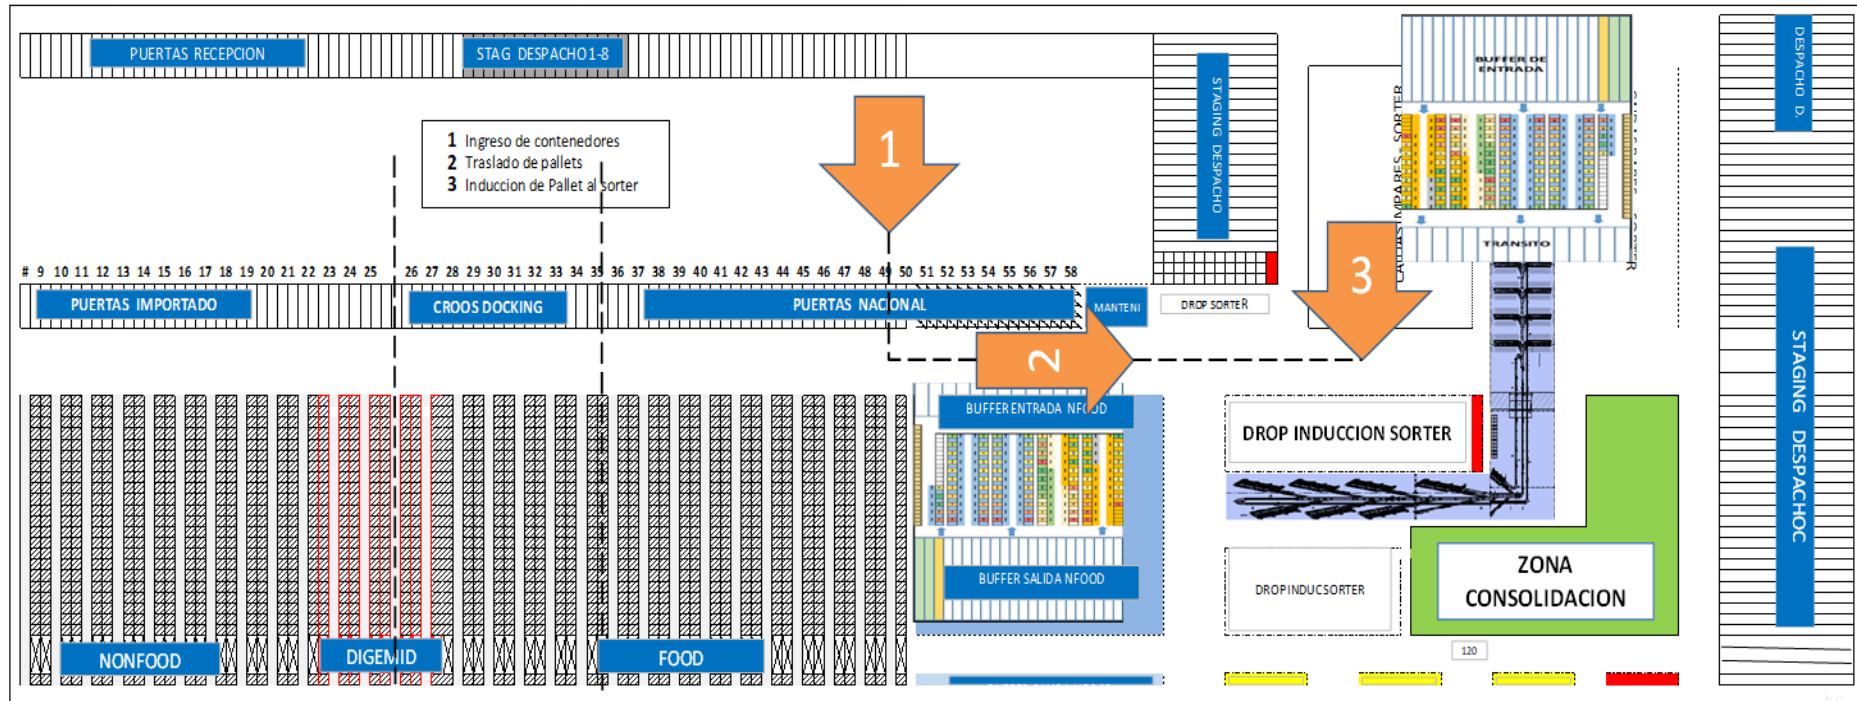 PUERTAS RECEPCION
STAG DESPACHO1-8
STAGING DESPACHO
BUFFER DE
ENTRADA
DESPACHO D.
1
1 Ingreso de contenedores
2 Traslado de pallets
3 Induccion de Pallet al sorter
TRANSITO
3
# 9 10 11 12 13 14 15 16 17 18 19 20 21 22 23 24 25 26 27 28 29 30 31 32 33 34 35 36 37 38 39 40 41 42 43 44 45 46 47 48 49 50 51 52 53 54 55 56 57 58
PUERTAS IMPORTADO
CROOS DOCKING
PUERTAS NACIONAL
MANTENI
DROP SORTER
2
STAGING DESPACHOC
BUFFER ENTRADA NFOOD
DROP INDUCCION SORTER
BUFFER SALIDA NFOOD
DROP INDUC SORTER
ZONA
CONSOLIDACION
120
NONFOOD
DIGEMID
FOOD